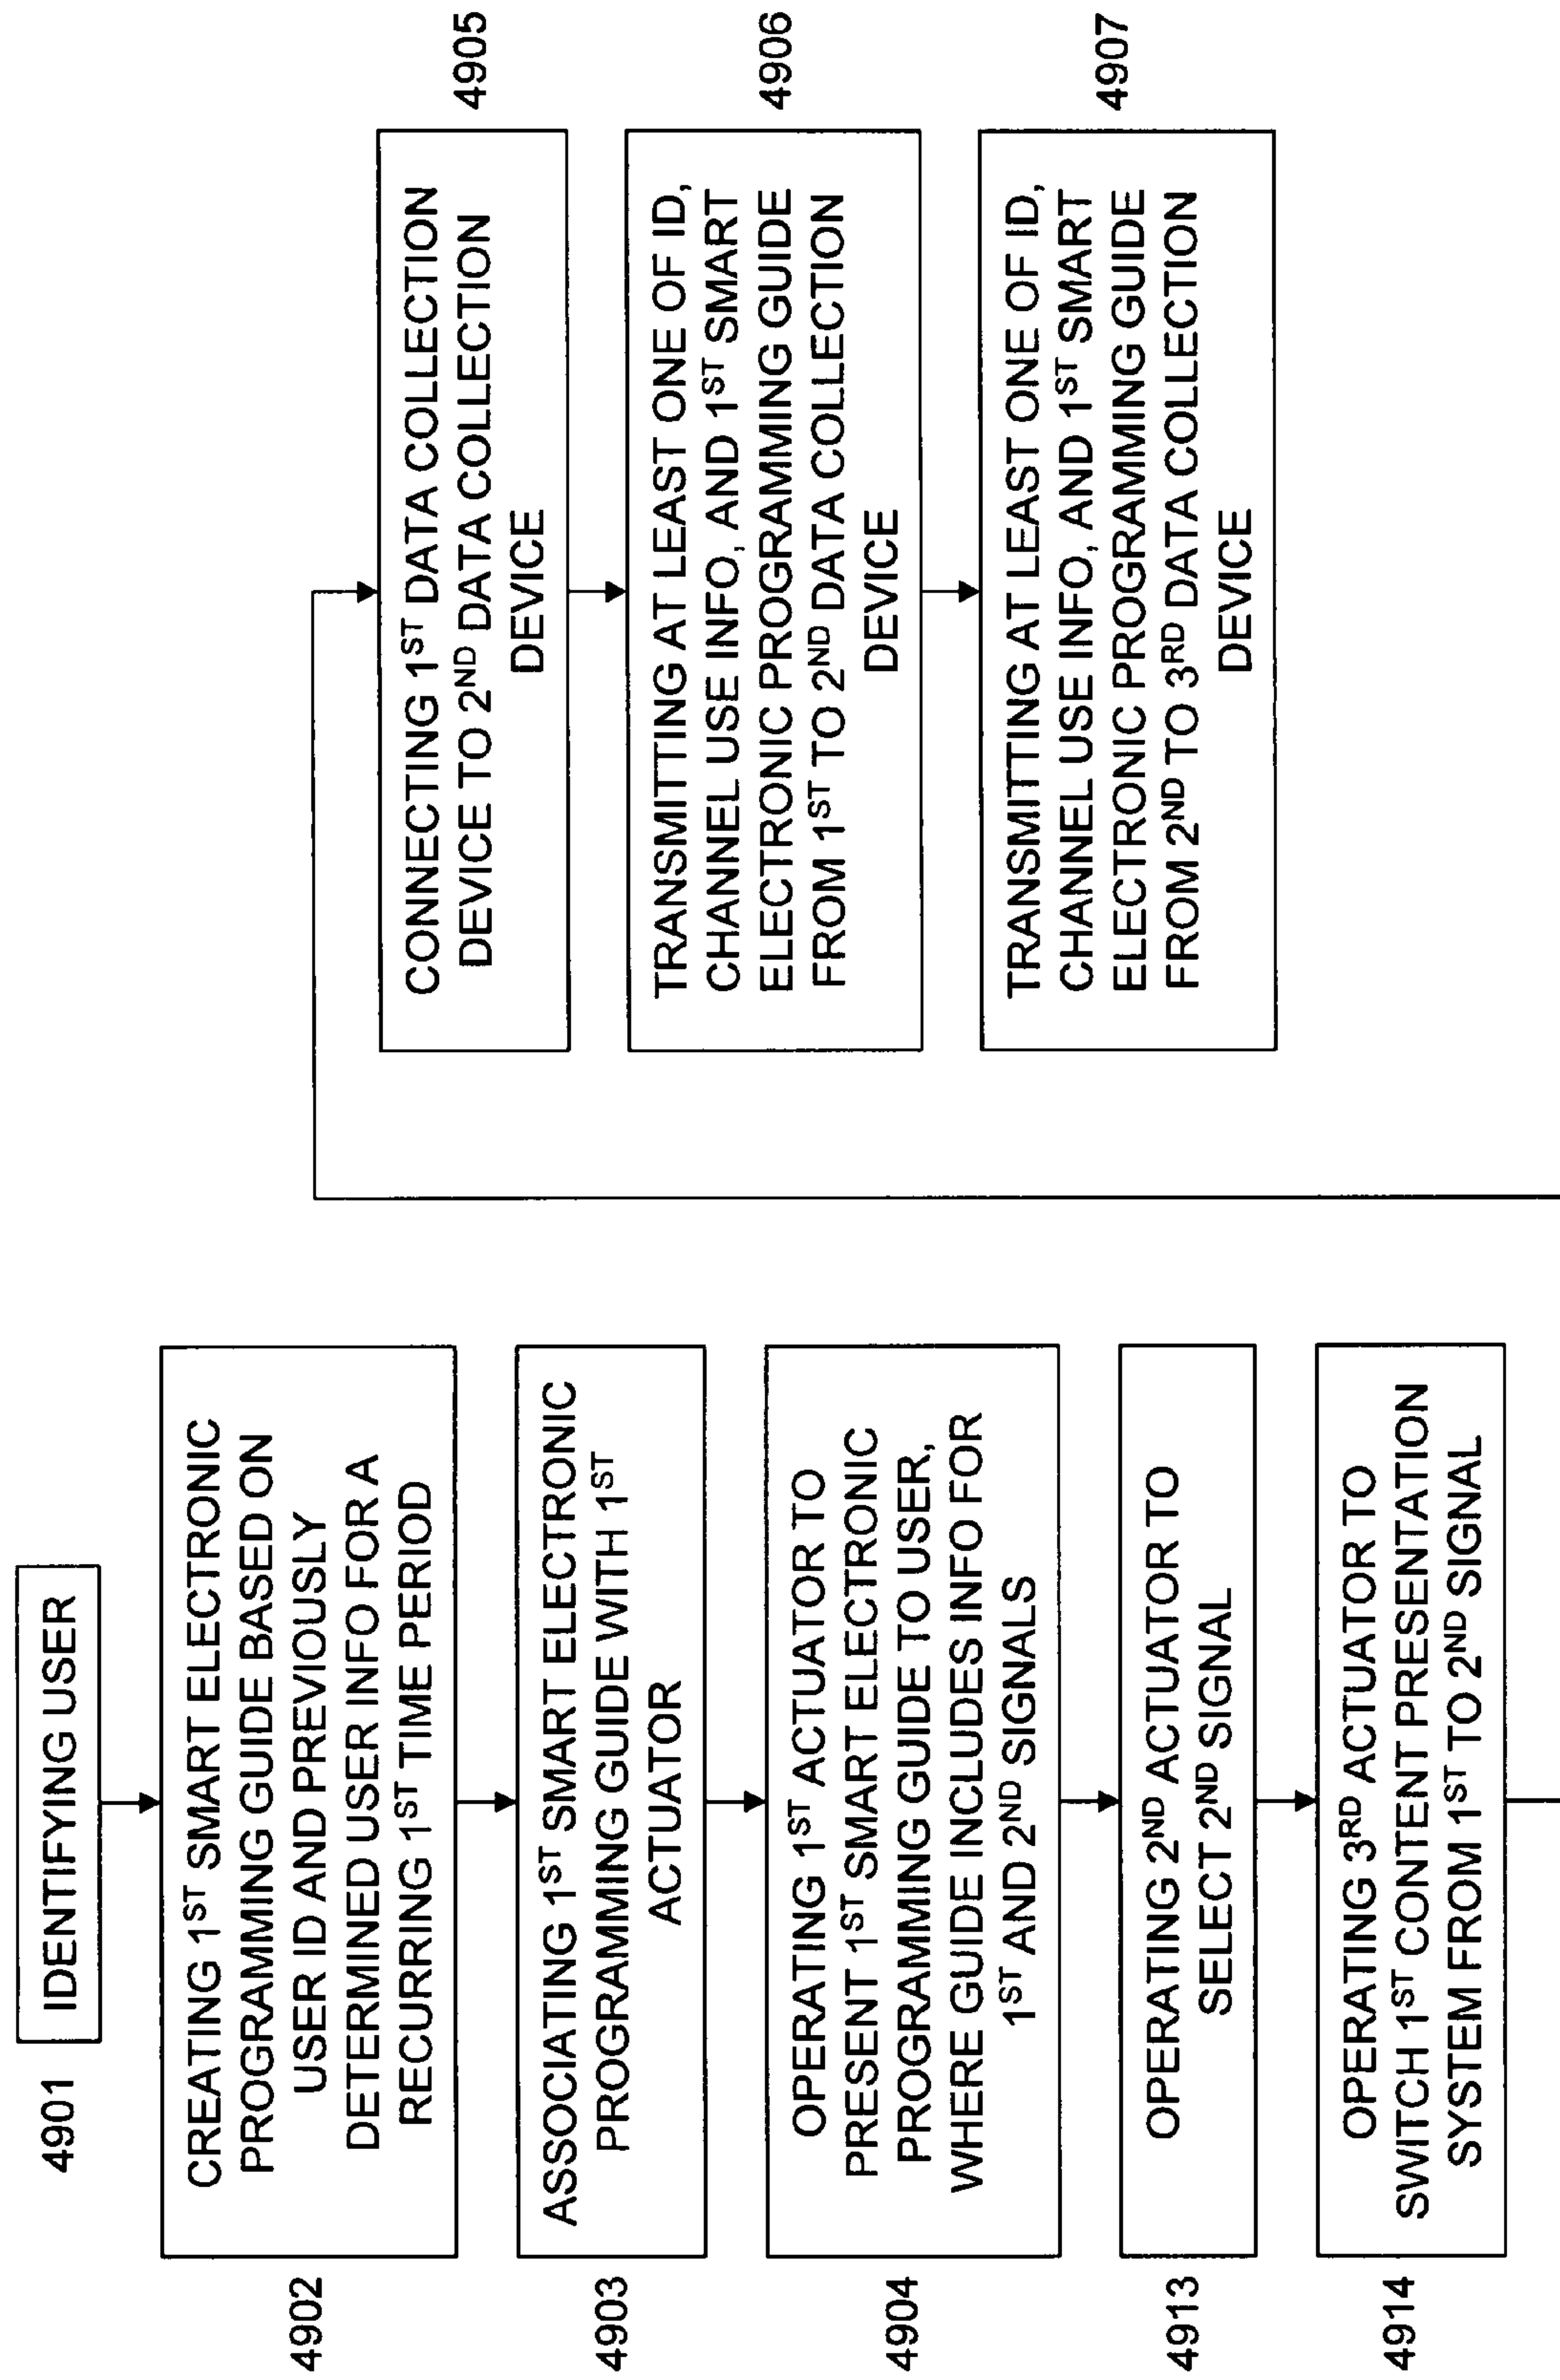 4901 IDENTIFYING USER
4902
CREATING 1ST SMART ELECTRONIC
PROGRAMMING GUIDE BASED ON
USER ID AND PREVIOUSLY
DETERMINED USER INFO FOR A
RECURRING 1ST TIME PERIOD
4903
ASSOCIATING 1ST SMART ELECTRONIC
PROGRAMMING GUIDE WITH 1ST
ACTUATOR
4904
OPERATING 1ST ACTUATOR TO
PRESENT 1ST SMART ELECTRONIC
PROGRAMMING GUIDE TO USER,
WHERE GUIDE INCLUDES INFO FOR
1ST AND 2ND SIGNALS
4913
OPERATING 2ND ACTUATOR TO
SELECT 2ND SIGNAL
4914
OPERATING 3RD ACTUATOR TO
SWITCH 1ST CONTENT PRESENTATION
SYSTEM FROM 1ST TO 2ND SIGNAL
CONNECTING 1ST DATA COLLECTION
DEVICE TO 2ND DATA COLLECTION
DEVICE
4905
TRANSMITTING AT LEAST ONE OF ID,
CHANNEL USE INFO, AND 1ST SMART
ELECTRONIC PROGRAMMING GUIDE
FROM 1ST TO 2ND DATA COLLECTION
DEVICE
4906
TRANSMITTING AT LEAST ONE OF ID,
CHANNEL USE INFO, AND 1ST SMART
ELECTRONIC PROGRAMMING GUIDE
FROM 2ND TO 3RD DATA COLLECTION
DEVICE
4907